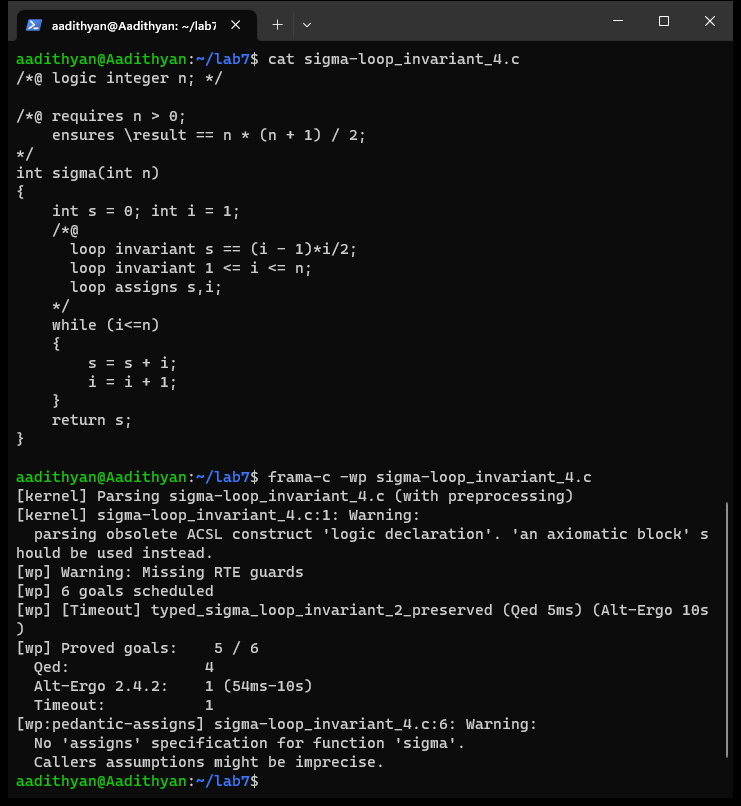 aadithyan@Aadithyan: ~/lab7
aadithyan@Aadithyan:~/lab7$ cat sigma-loop_invariant_4.c
/*@ logic integer n; */

/*@ requires n > 0;
    ensures \result == n * (n + 1) / 2;
*/
int sigma(int n)
{
    int s = 0; int i = 1;
    /*@
      loop invariant s == (i - 1)*i/2;
      loop invariant 1 <= i <= n;
      loop assigns s,i;
    */
    while (i<=n)
    {
        s = s + i;
        i = i + 1;
    }
    return s;
}

aadithyan@Aadithyan:~/lab7$ frama-c -wp sigma-loop_invariant_4.c
[kernel] Parsing sigma-loop_invariant_4.c (with preprocessing)
[kernel] sigma-loop_invariant_4.c:1: Warning:
  parsing obsolete ACSL construct 'logic declaration'. 'an axiomatic block' s
hould be used instead.
[wp] Warning: Missing RTE guards
[wp] 6 goals scheduled
[wp] [Timeout] typed_sigma_loop_invariant_2_preserved (Qed 5ms) (Alt-Ergo 10s
)
[wp] Proved goals:    5 / 6
  Qed:               4
  Alt-Ergo 2.4.2:    1 (54ms-10s)
  Timeout:           1
[wp:pedantic-assigns] sigma-loop_invariant_4.c:6: Warning:
  No 'assigns' specification for function 'sigma'.
  Callers assumptions might be imprecise.
aadithyan@Aadithyan:~/lab7$